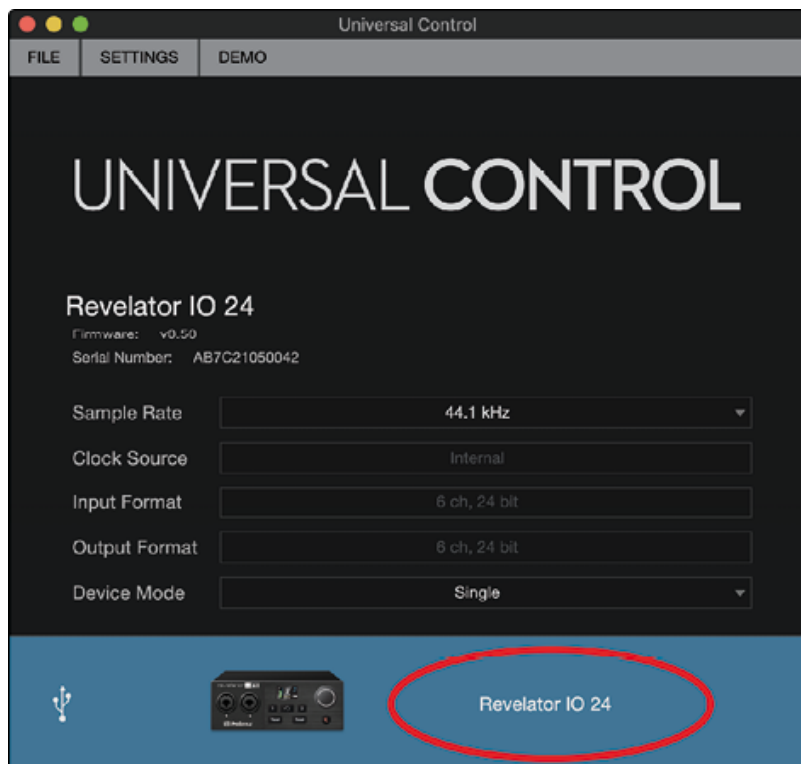 Universal Control
FILE SETTINGS DEMO
UNIVERSAL CONTROL
Revelator IO 24
Firmware: v0.50
Serial Number: AB7C21050042
Sample Rate 44.1 kHz
Clock Source Internal
Input Format 6 ch, 24 bit
Output Format 6 ch, 24 bit
Device Mode Single
Revelator IO 24